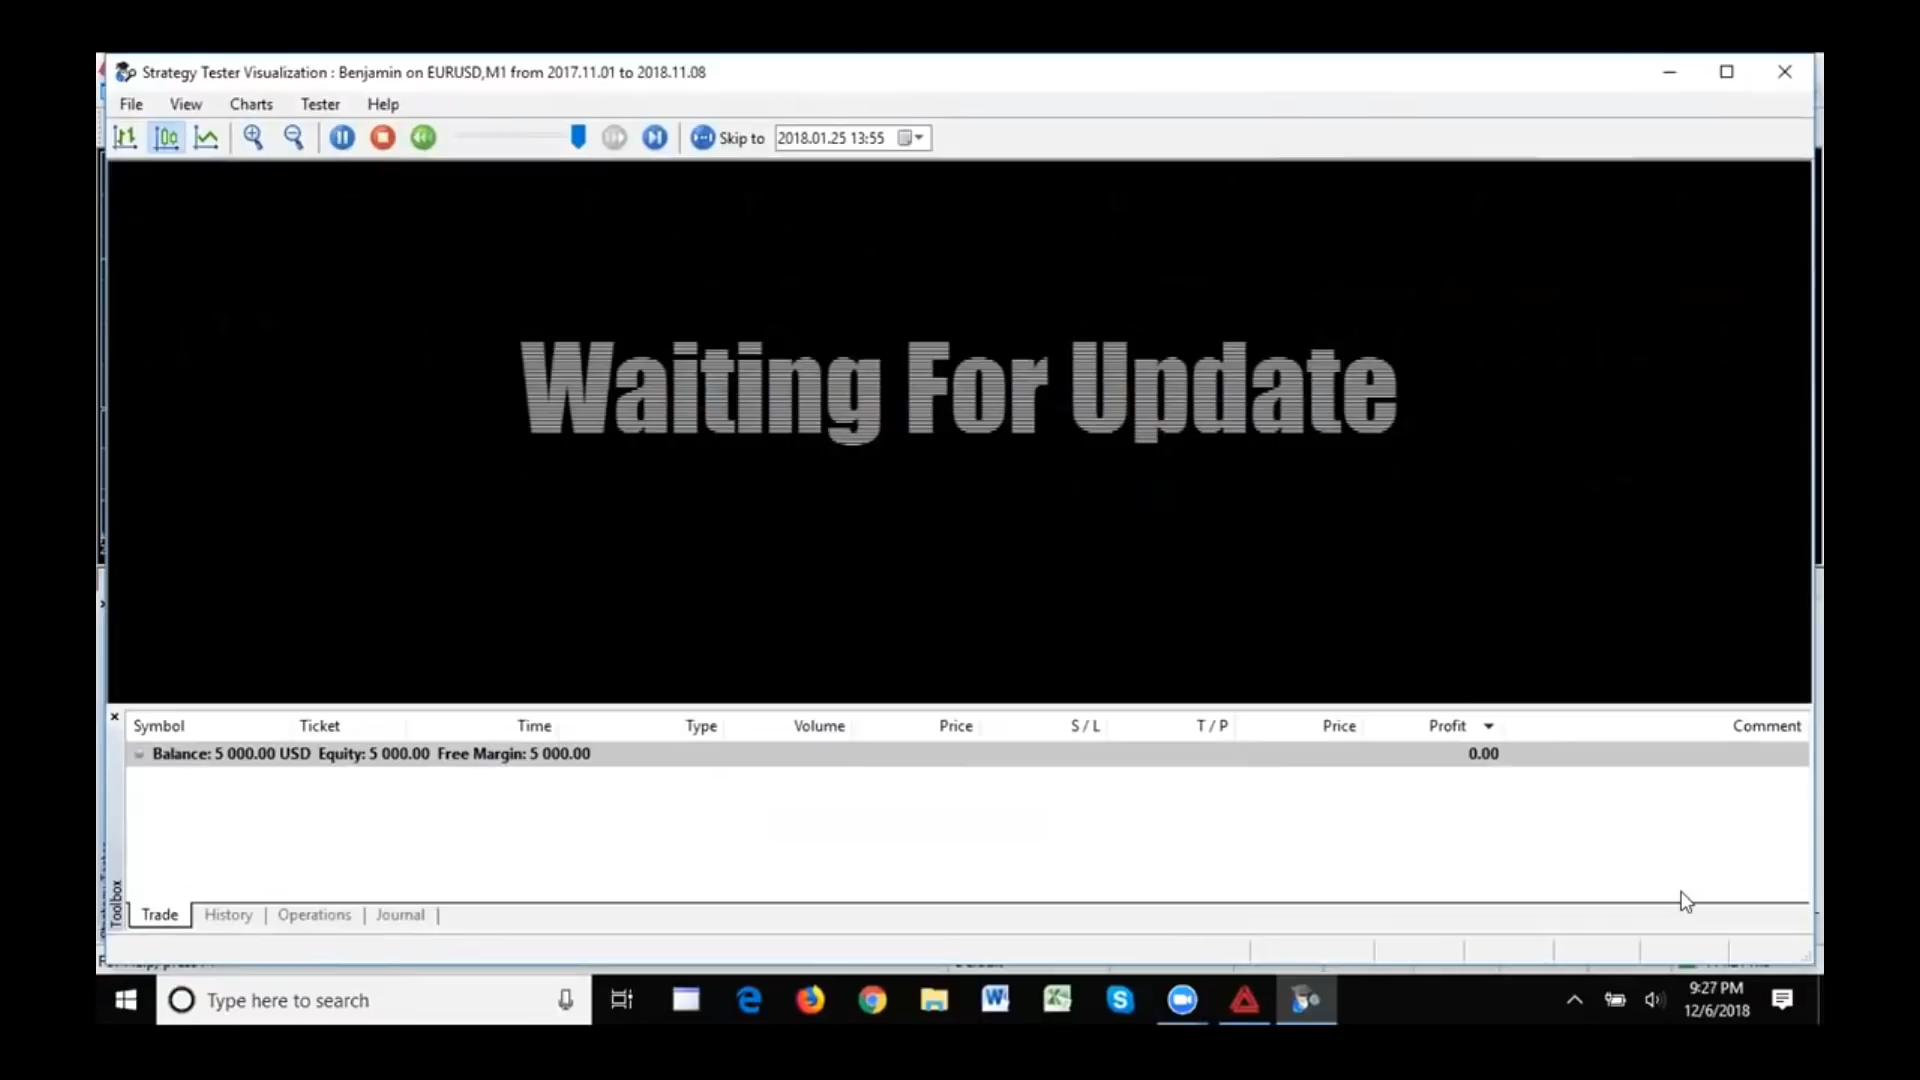 Strategy Tester Visualization : Benjamin on EURUSD,M1 from 2017.11.01 to 2018.11.08
File View Charts Tester Help
Skip to 2018.01.25 13:55
Waiting For Update
Symbol Ticket Time Type Volume Price S / L T / P Price Profit Comment
Balance: 5 000.00 USD Equity: 5 000.00 Free Margin: 5 000.00 0.00
Toolbox
Trade History | Operations | Journal |
Type here to search
9:27 PM
12/6/2018